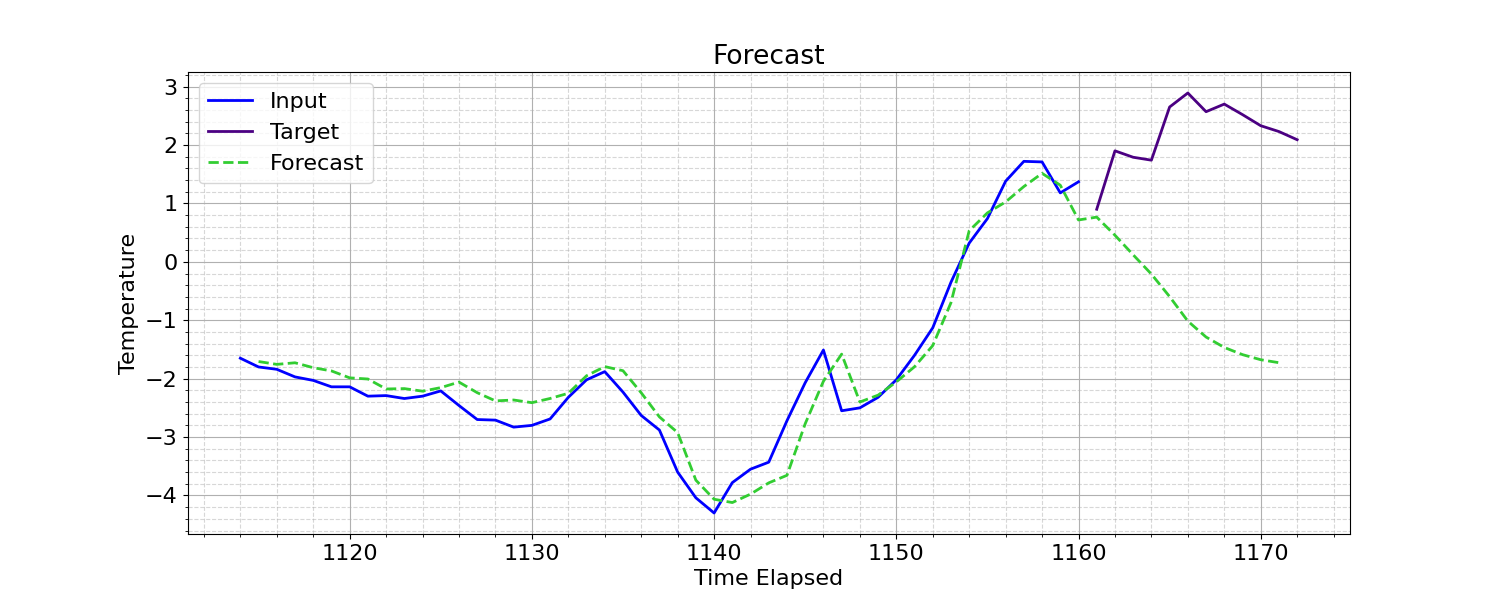 Forecast
Input
Target
Forecast
Temperature
3
2
1
0
−1
−2
−3
−4
1120 1130 1140 1150 1160 1170
Time Elapsed